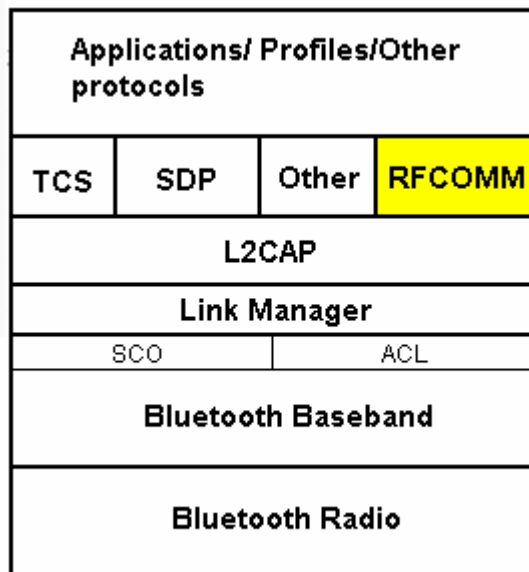 Applications/ Profiles/Other
protocols
TCS SDP Other RFCOMM
L2CAP
Link Manager
SCO ACL
Bluetooth Baseband
Bluetooth Radio